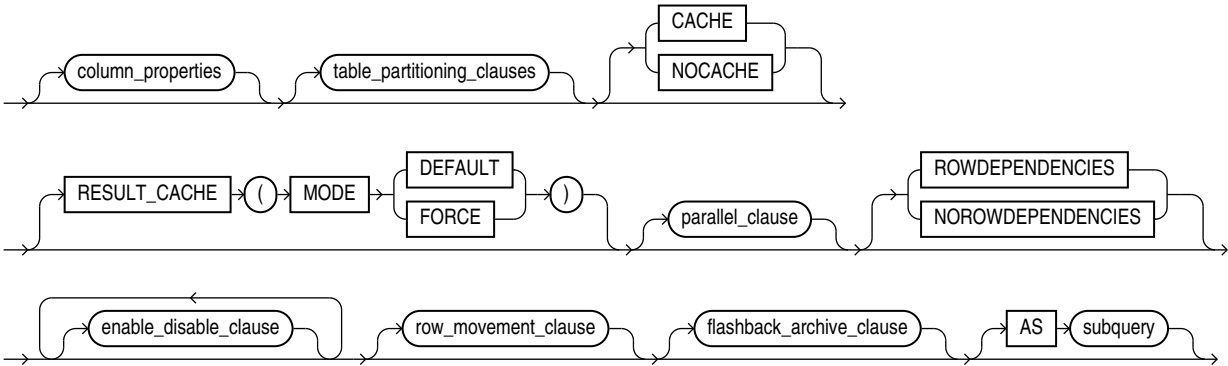 CACHE
column_properties table_partitioning_clauses NOCACHE
DEFAULT ROWDEPENDENCIES
RESULT_CACHE ( MODE FORCE ) parallel_clause NOROWDEPENDENCIES
enable_disable_clause row_movement_clause flashback_archive_clause AS subquery